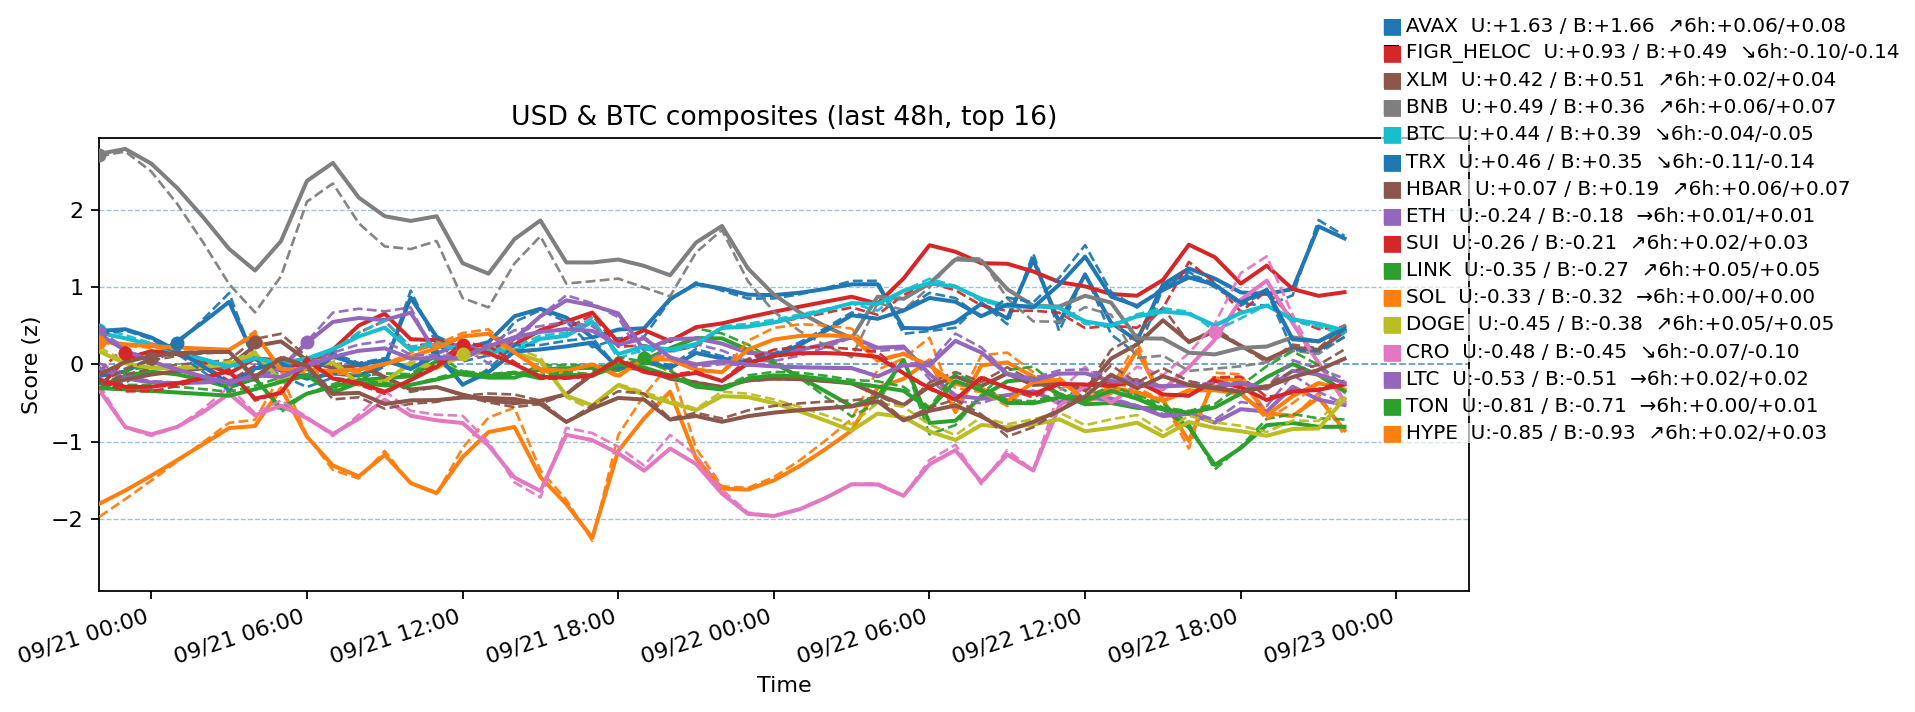 AVAX  U:+1.63 / B:+1.66  ↗6h:+0.06/+0.08
FIGR_HELOC  U:+0.93 / B:+0.49  ↘6h:-0.10/-0.14
XLM  U:+0.42 / B:+0.51  ↗6h:+0.02/+0.04
BNB  U:+0.49 / B:+0.36  ↗6h:+0.06/+0.07
BTC  U:+0.44 / B:+0.39  ↘6h:-0.04/-0.05
TRX  U:+0.46 / B:+0.35  ↘6h:-0.11/-0.14
HBAR  U:+0.07 / B:+0.19  ↗6h:+0.06/+0.07
ETH  U:-0.24 / B:-0.18  →6h:+0.01/+0.01
SUI  U:-0.26 / B:-0.21  ↗6h:+0.02/+0.03
LINK  U:-0.35 / B:-0.27  ↗6h:+0.05/+0.05
SOL  U:-0.33 / B:-0.32  →6h:+0.00/+0.00
DOGE  U:-0.45 / B:-0.38  ↗6h:+0.05/+0.05
CRO  U:-0.48 / B:-0.45  ↘6h:-0.07/-0.10
LTC  U:-0.53 / B:-0.51  →6h:+0.02/+0.02
TON  U:-0.81 / B:-0.71  →6h:+0.00/+0.01
HYPE  U:-0.85 / B:-0.93  ↗6h:+0.02/+0.03
USD & BTC composites (last 48h, top 16)
Score (z)
2
1
0
−1
−2
09/21 00:00
09/21 06:00
09/21 12:00
09/21 18:00
09/22 00:00
09/22 06:00
09/22 12:00
09/22 18:00
09/23 00:00
Time